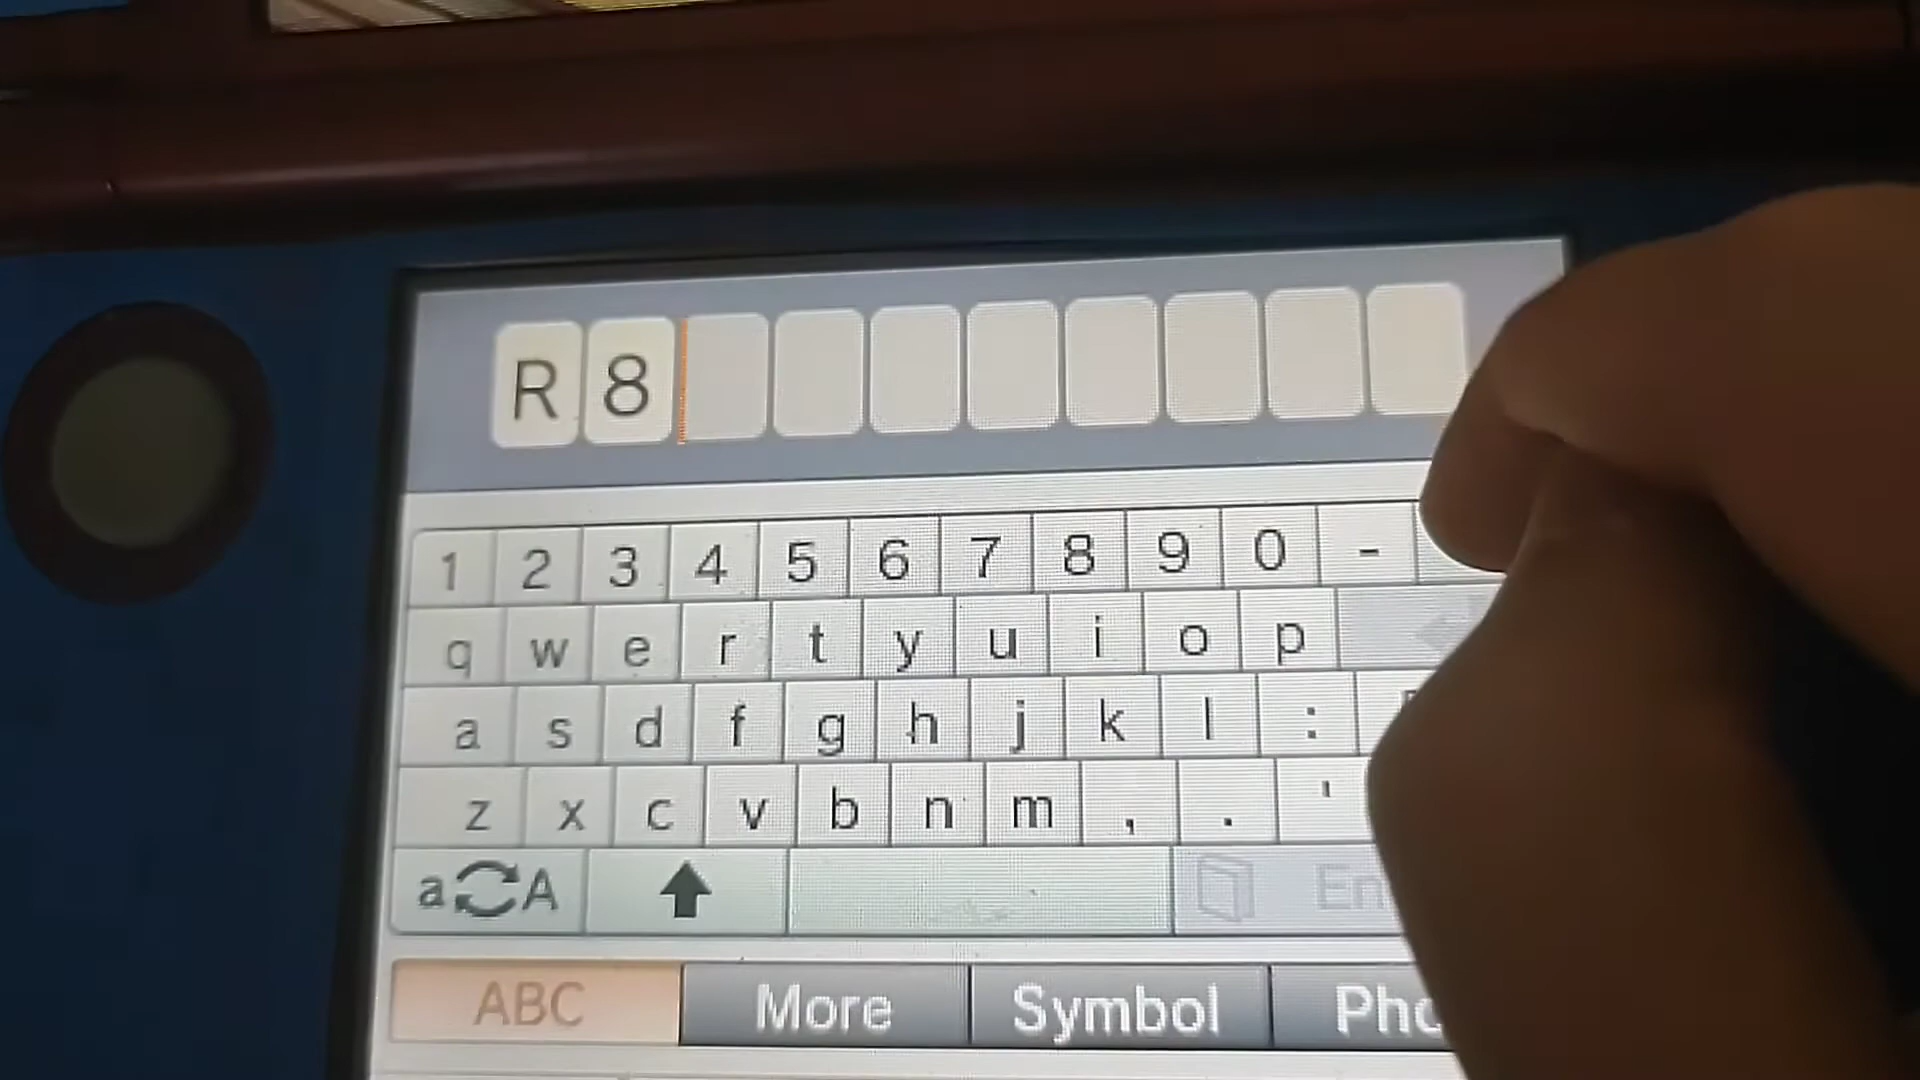 R8
1 2 3 4 5 6 7 8 9 0 -
q w e r t y u i o p
a s d f g h j k l :
z x c v b n m , . '
a A
ABC More Symbol